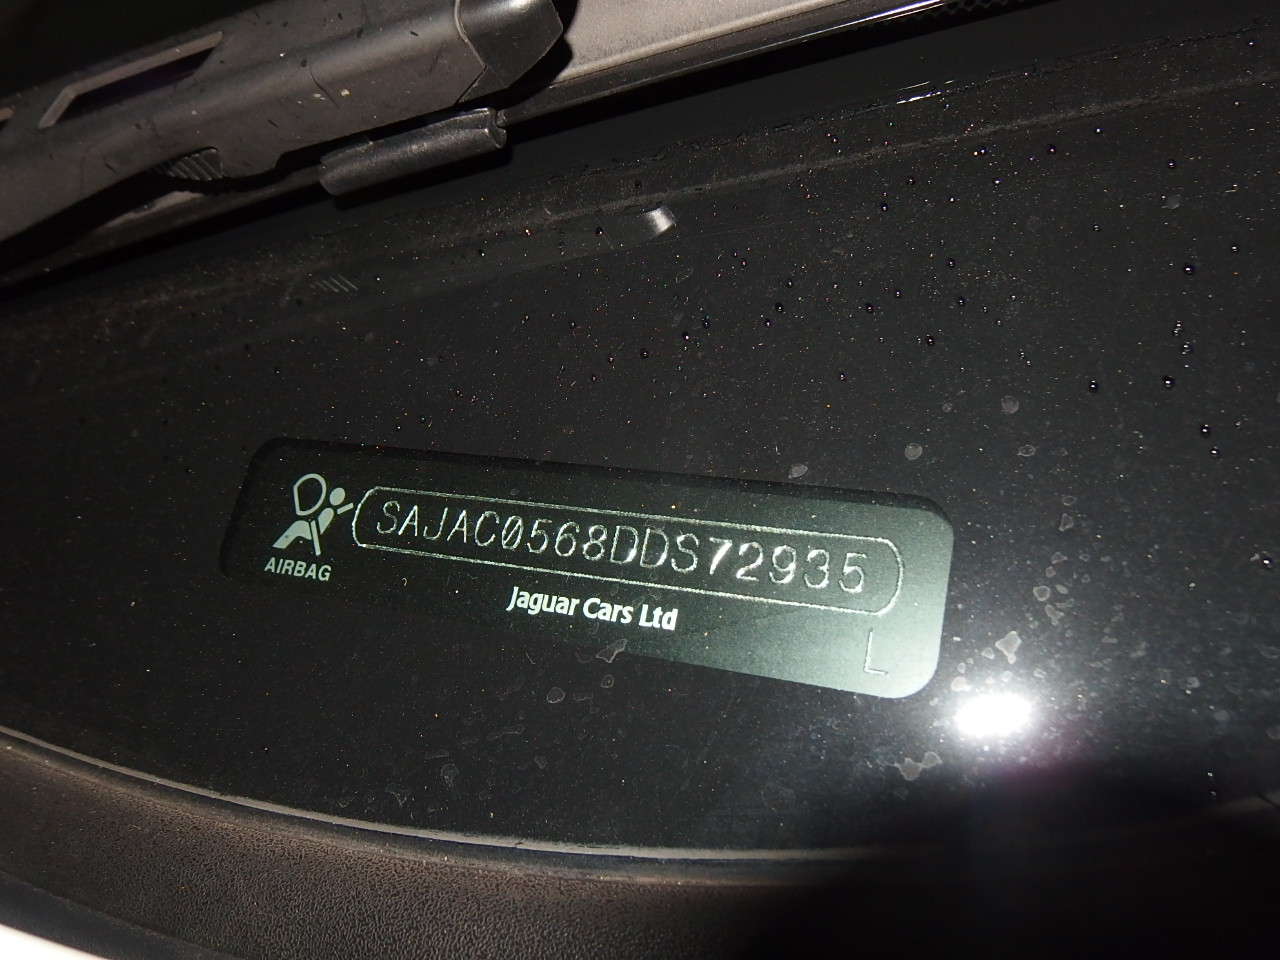 SAJAC0568DDS72935
AIRBAG
Jaguar Cars Ltd
L